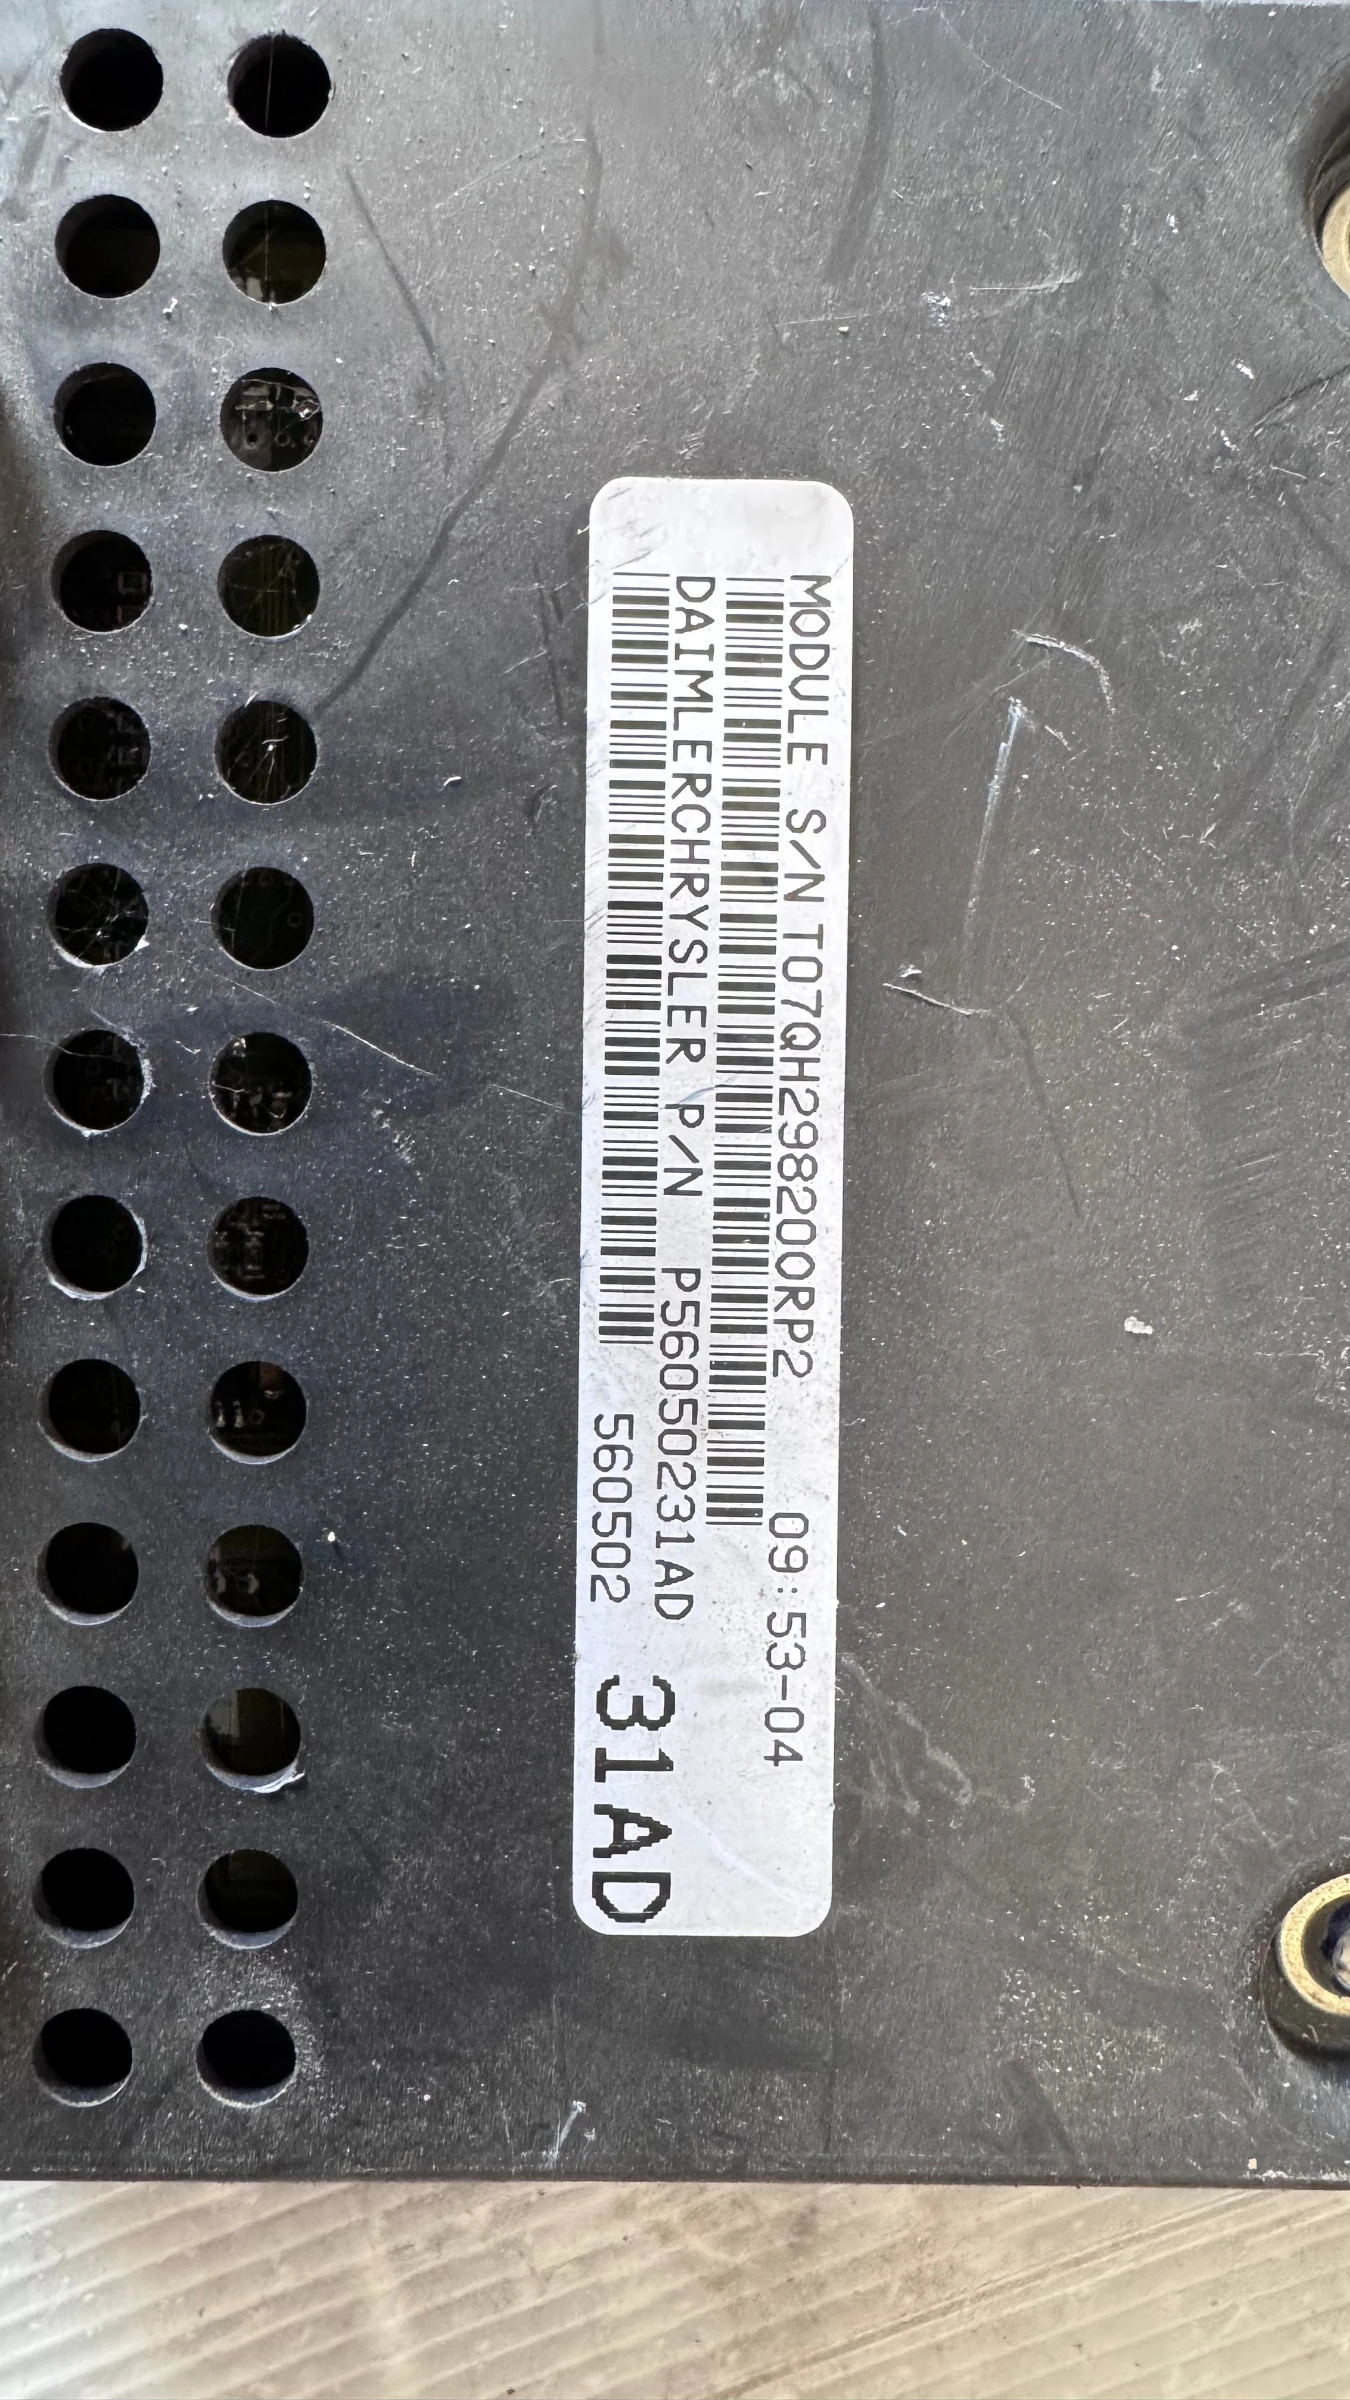 MODULE S/N T07QH298200RP2 09:53-04
DAIMLERCHRYSLER P/N P56050231AD
560502 31AD